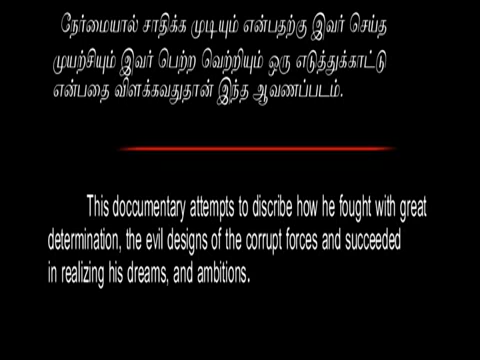 நேர்மையால் சாதிக்க முடியும் என்பதற்கு இவர் செய்த
முயற்சியும் இவர் பெற்ற வெற்றியும் ஒரு எடுத்துக்காட்டு
என்பதை விளக்கவதுதான் இந்த ஆவணப்படம்.
This doccumentary attempts to discribe how he fought with great
determination, the evil designs of the corrupt forces and succeeded
in realizing his dreams, and ambitions.